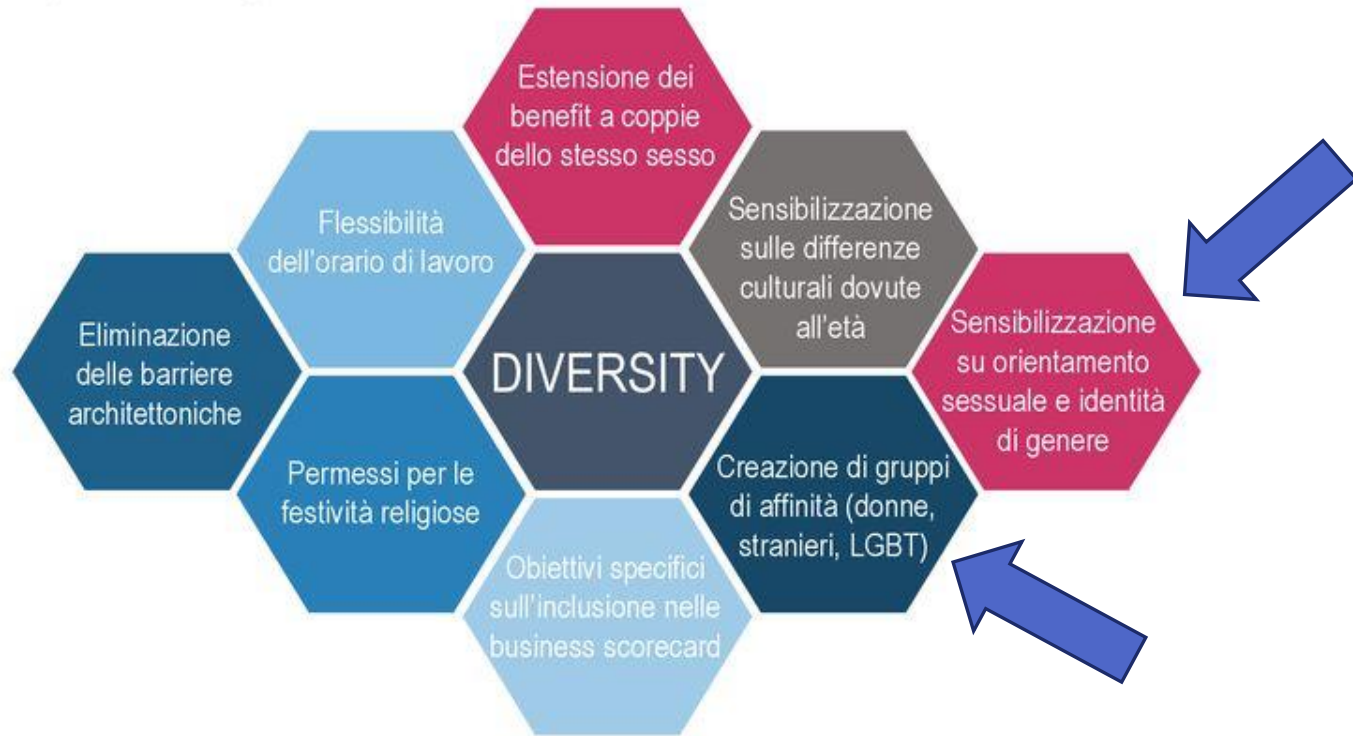 Estensione dei
benefit a coppie
dello stesso sesso
Flessibilità
dell'orario di lavoro
Sensibilizzazione
sulle differenze
culturali dovute
all'età
Eliminazione
delle barriere
architettoniche
DIVERSITY
Sensibilizzazione
su orientamento
sessuale e identità
di genere
Permessi per le
festività religiose
Creazione di gruppi
di affinità (donne,
stranieri, LGBT)
Obiettivi specifici
sull'inclusione nelle
business scorecard